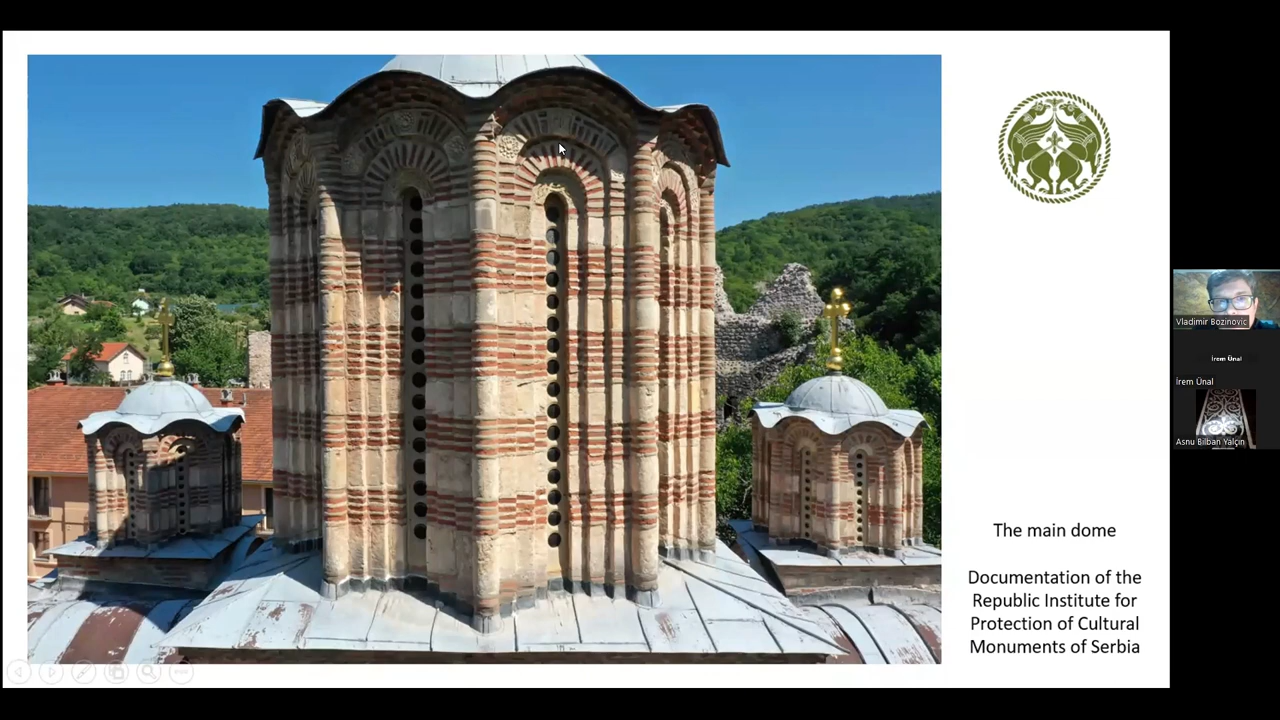 The main dome
Documentation of the
Republic Institute for
Protection of Cultural
Monuments of Serbia
Vladimir Bozinovic
İrem Ünal
İrem Ünal
Asnu Bilban Yalçın